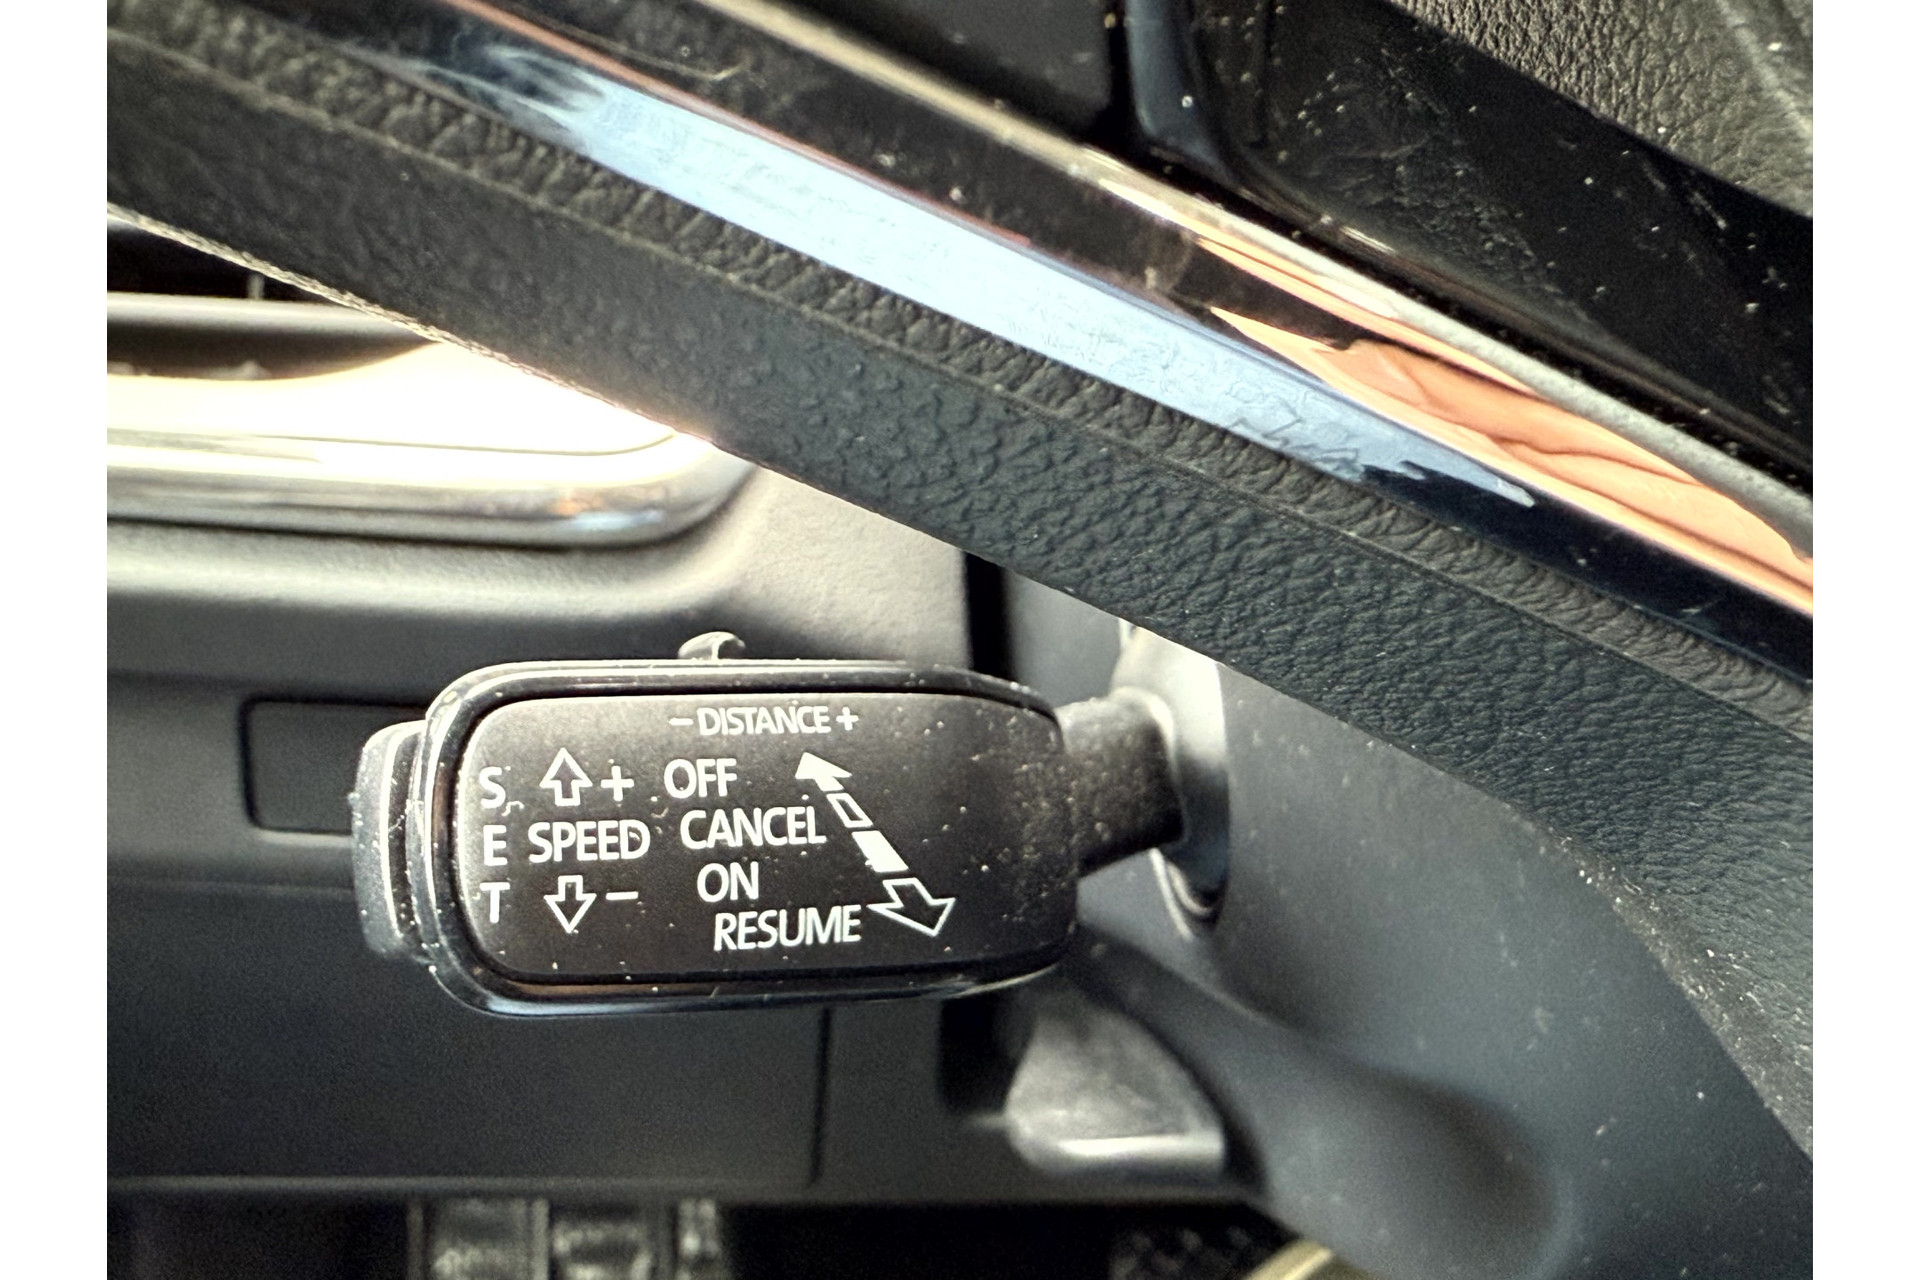 − DISTANCE +
S + OFF
CANCEL
E SPEED
ON
T −
RESUME